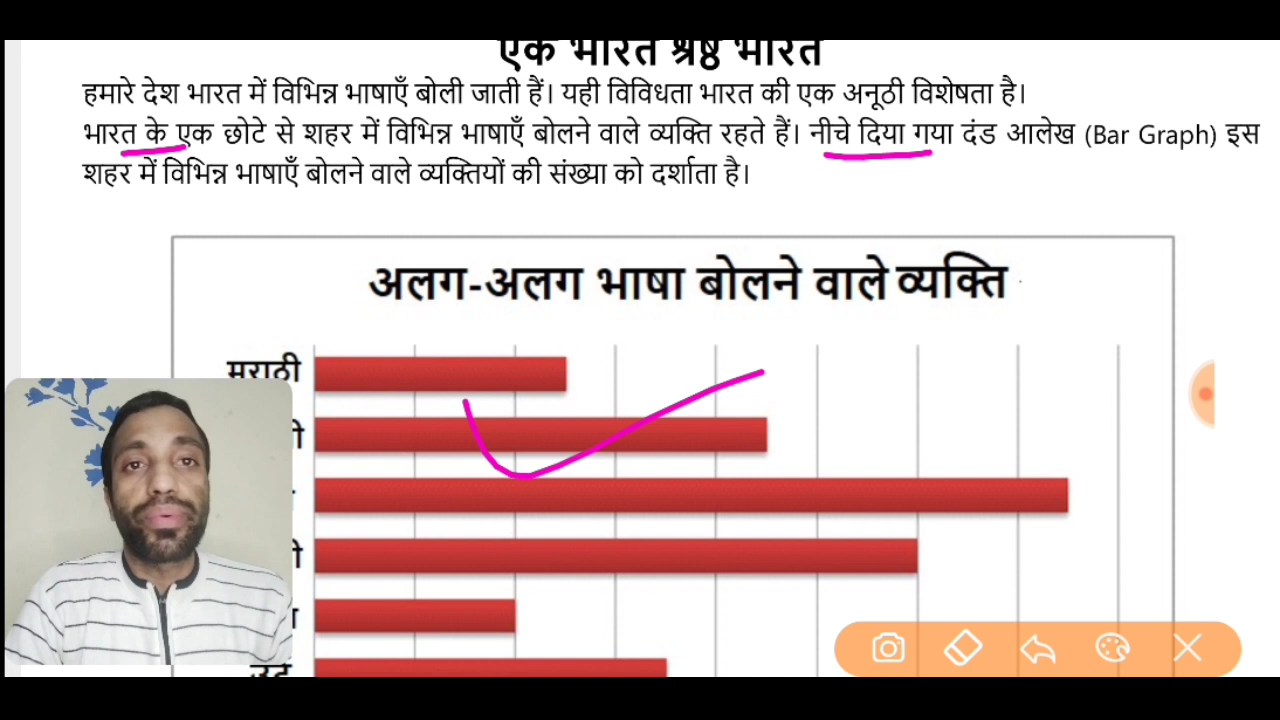 एक भारत श्रेष्ठ भारत
हमारे देश भारत में विभिन्न भाषाएँ बोली जाती हैं। यही विविधता भारत की एक अनूठी विशेषता है।
भारत के एक छोटे से शहर में विभिन्न भाषाएँ बोलने वाले व्यक्ति रहते हैं। नीचे दिया गया दंड आलेख (Bar Graph) इस
शहर में विभिन्न भाषाएँ बोलने वाले व्यक्तियों की संख्या को दर्शाता है।
अलग-अलग भाषा बोलने वाले व्यक्ति
मराठी